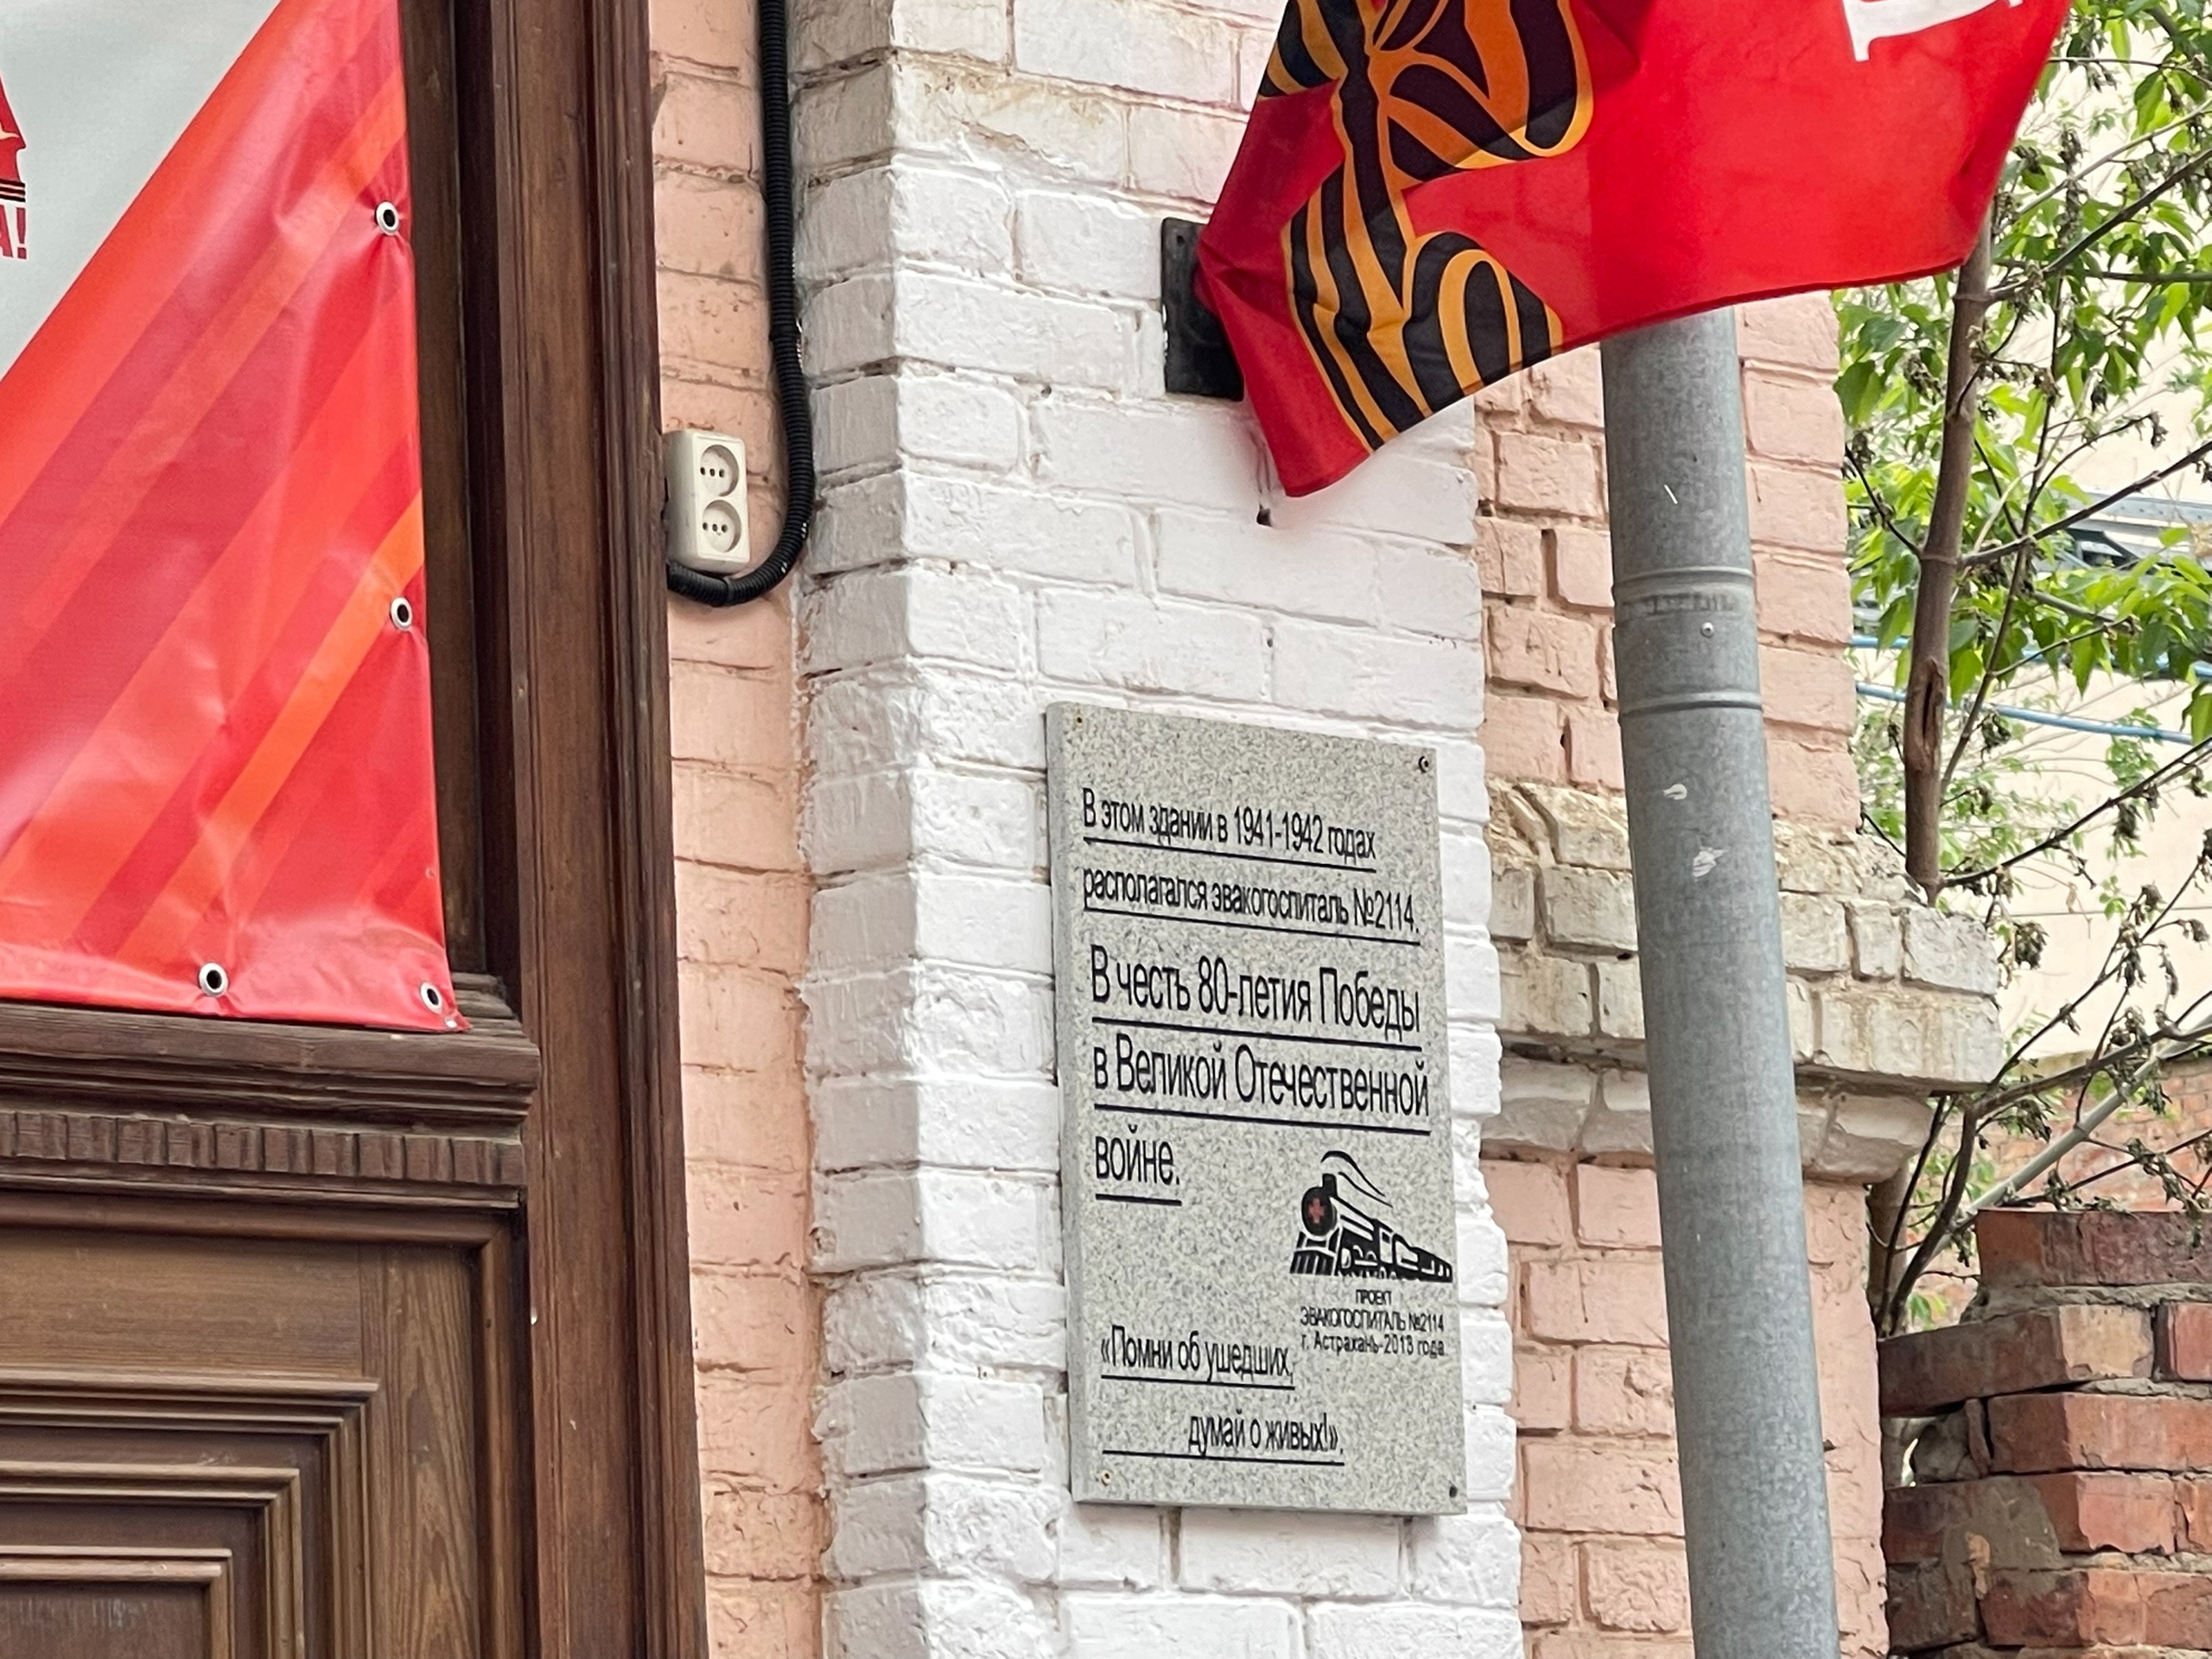 А!
В этом здании в 1941-1942 годах
располагался эвакогоспиталь №2114.
В честь 80-летия Победы
в Великой Отечественной
войне.
ПРОЕКТ
ЭВАКОГОСПИТАЛЬ №2114
г. Астрахань-2013 года
«Помни об ушедших,
думай о живых!».